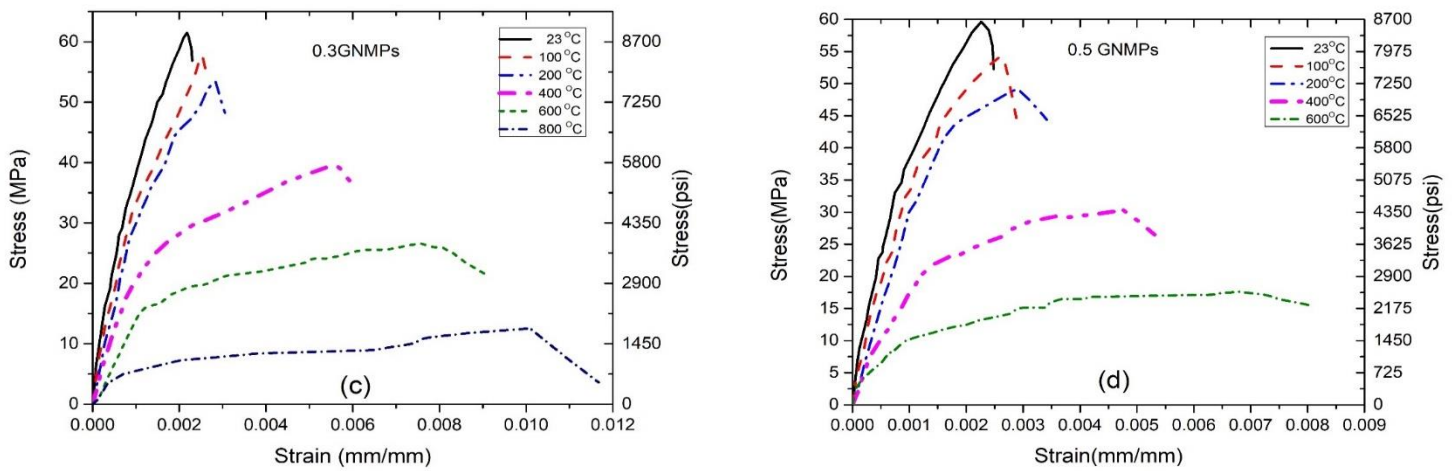 60
50
40
30
20
10
0
Stress (MPa)
0.3GNMPs
23 °C
100 °C
200 °C
400 °C
600 °C
800 °C
8700
7250
5800
4350
2900
1450
0
Stress(psi)
(c)
0.000 0.002 0.004 0.006 0.008 0.010 0.012
Strain (mm/mm)
60
55
50
45
40
35
30
25
20
15
10
5
0
Stress(MPa)
0.5 GNMPs
23°C
100°C
200°C
400°C
600°C
8700
7975
7250
6525
5800
5075
4350
3625
2900
2175
1450
725
0
Stress(psi)
(d)
0.000 0.001 0.002 0.003 0.004 0.005 0.006 0.007 0.008 0.009
Strain(mm/mm)